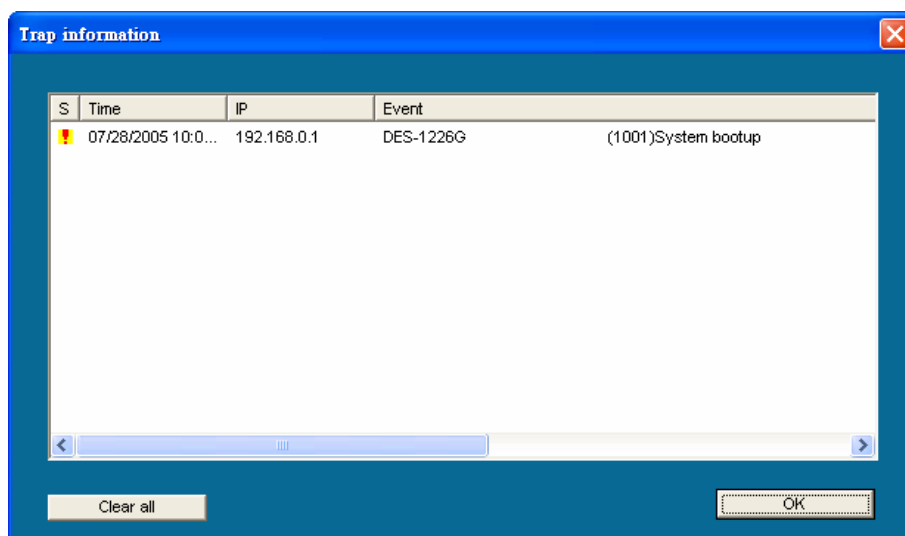 Trap information
S Time IP Event
07/28/2005 10:0... 192.168.0.1 DES-1226G (1001)System bootup
Clear all OK